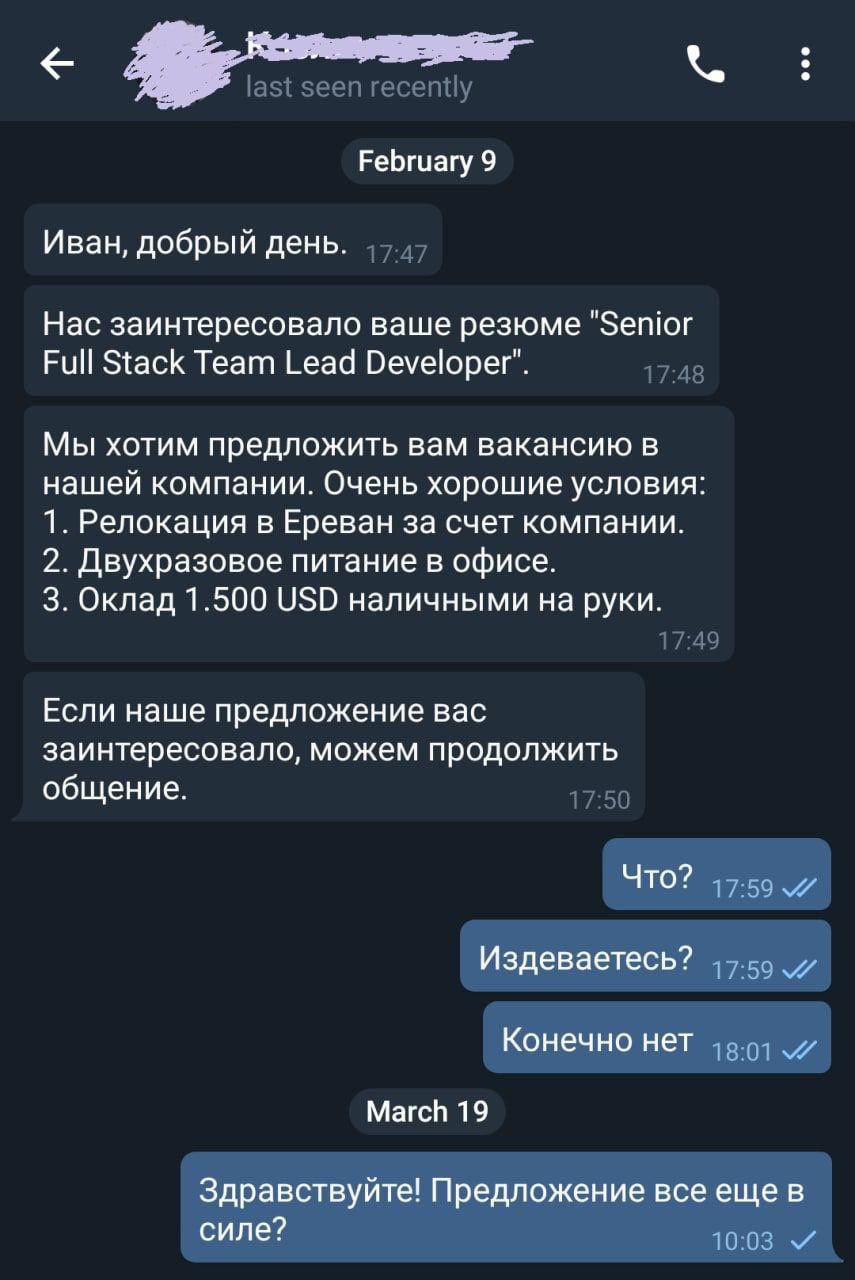 last seen recently
February 9
Иван, добрый день. 17:47
Нас заинтересовало ваше резюме "Senior
Full Stack Team Lead Developer". 17:48
Мы хотим предложить вам вакансию в
нашей компании. Очень хорошие условия:
1. Релокация в Ереван за счет компании.
2. Двухразовое питание в офисе.
3. Оклад 1.500 USD наличными на руки.
17:49
Если наше предложение вас
заинтересовало, можем продолжить
общение. 17:50
Что? 17:59
Издеваетесь? 17:59
Конечно нет 18:01
March 19
Здравствуйте! Предложение все еще в
силе? 10:03